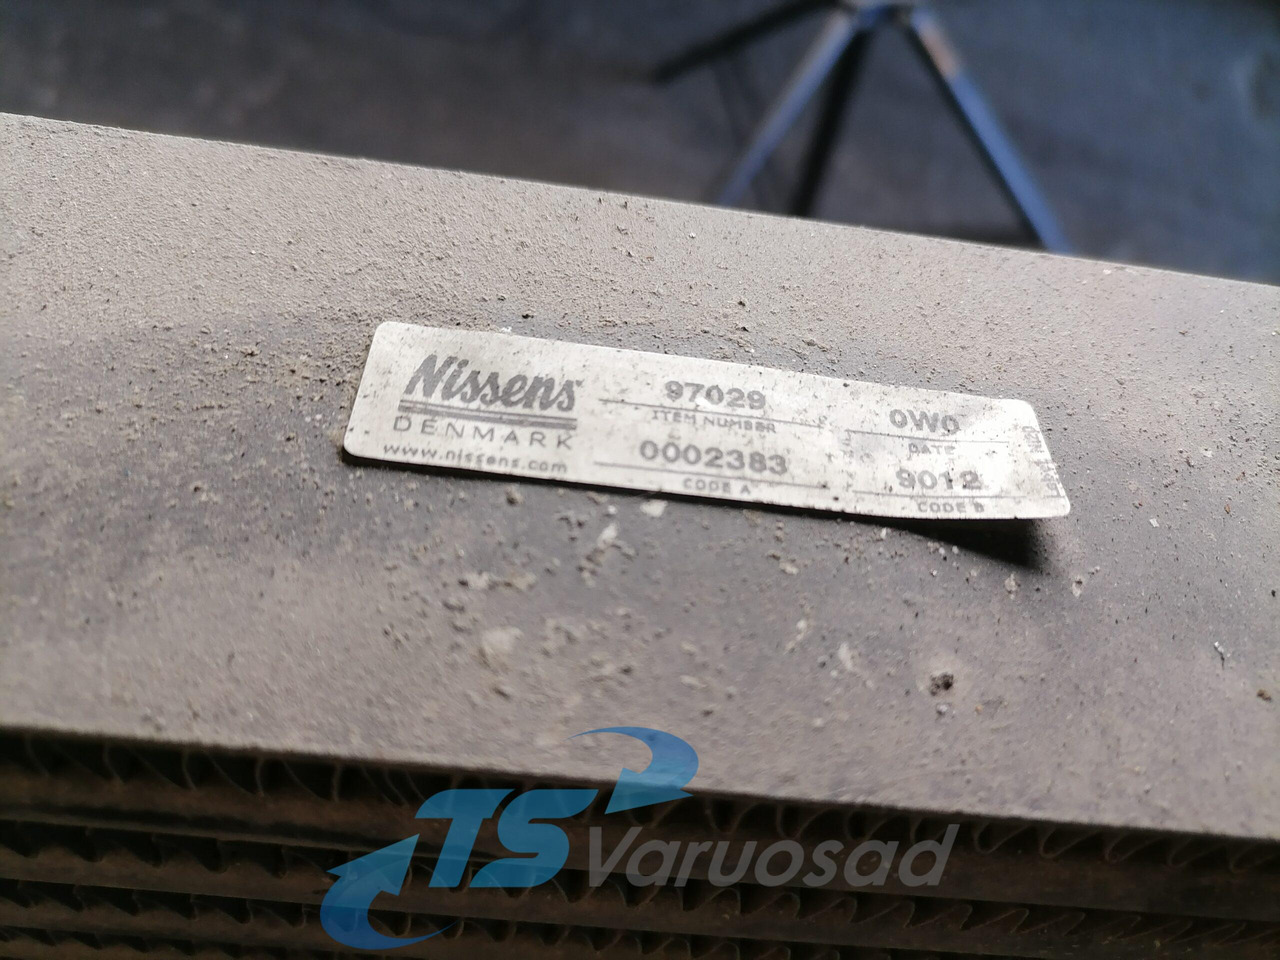 Nissens
DENMARK
www.nissens.com
97029
ITEM NUMBER
0002383
CODE A
0W0
DATE
9012
CODE B
TS Varuosad